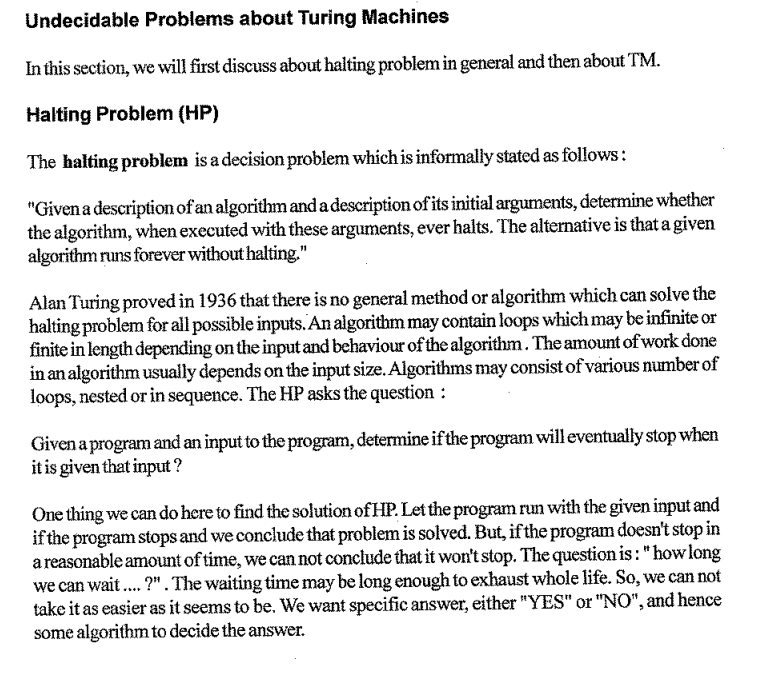 Undecidable Problems about Turing Machines
In this section, we will first discuss about halting problem in general and then about TM.
Halting Problem (HP)
The halting problem is a decision problem which is informally stated as follows :
"Given a description of an algorithm and a description of its initial arguments, determine whether
the algorithm, when executed with these arguments, ever halts. The alternative is that a given
algorithm runs forever without halting."
Alan Turing proved in 1936 that there is no general method or algorithm which can solve the
halting problem for all possible inputs. An algorithm may contain loops which may be infinite or
finite in length depending on the input and behaviour of the algorithm. The amount of work done
in an algorithm usually depends on the input size. Algorithms may consist of various number of
loops, nested or in sequence. The HP asks the question :
Given a program and an input to the program, determine if the program will eventually stop when
it is given that input ?
One thing we can do here to find the solution of HP. Let the program run with the given input and
if the program stops and we conclude that problem is solved. But, if the program doesn't stop in
a reasonable amount of time, we can not conclude that it won't stop. The question is : " how long
we can wait .... ?" . The waiting time may be long enough to exhaust whole life. So, we can not
take it as easier as it seems to be. We want specific answer, either "YES" or "NO", and hence
some algorithm to decide the answer.